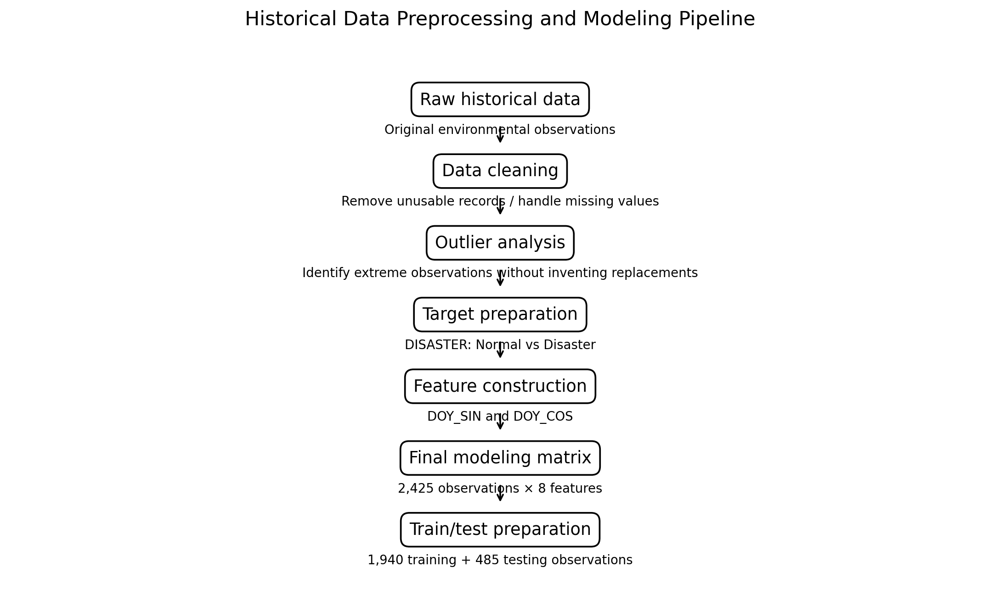 Historical Data Preprocessing and Modeling Pipeline
Raw historical data
Original environmental observations
Data cleaning
Remove unusable records / handle missing values
Outlier analysis
Identify extreme observations without inventing replacements
Target preparation
DISASTER: Normal vs Disaster
Feature construction
DOY_SIN and DOY_COS
Final modeling matrix
2,425 observations × 8 features
Train/test preparation
1,940 training + 485 testing observations